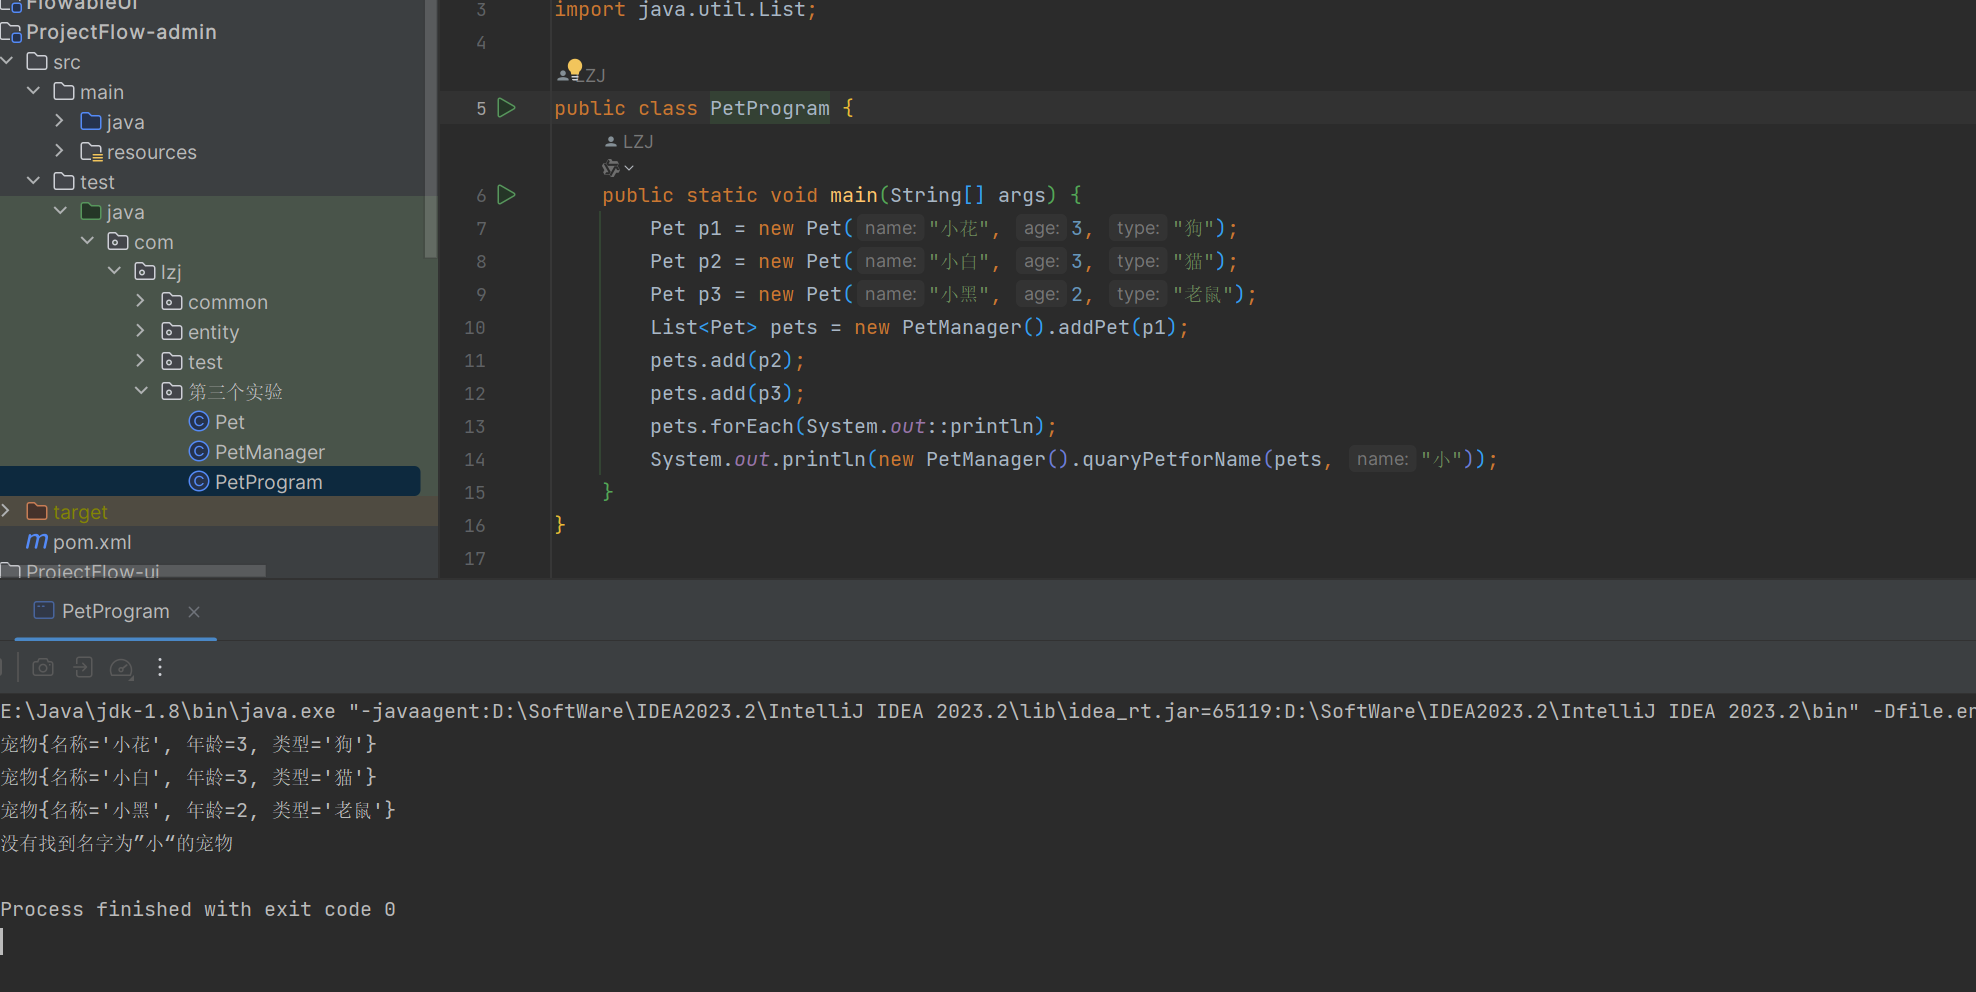 FlowableUI
ProjectFlow-admin
src
main
java
resources
test
java
com
lzj
common
entity
test
第三个实验
Pet
PetManager
PetProgram
target
pom.xml
ProjectFlow-ui
3 import java.util.List;
4
LZJ
5 public class PetProgram {
LZJ
6 public static void main(String[] args) {
7 Pet p1 = new Pet( name: "小花", age: 3, type: "狗");
8 Pet p2 = new Pet( name: "小白", age: 3, type: "猫");
9 Pet p3 = new Pet( name: "小黑", age: 2, type: "老鼠");
10 List<Pet> pets = new PetManager().addPet(p1);
11 pets.add(p2);
12 pets.add(p3);
13 pets.forEach(System.out::println);
14 System.out.println(new PetManager().quaryPetforName(pets, name: "小"));
15 }
16 }
17
PetProgram
E:\Java\jdk-1.8\bin\java.exe "-javaagent:D:\SoftWare\IDEA2023.2\IntelliJ IDEA 2023.2\lib\idea_rt.jar=65119:D:\SoftWare\IDEA2023.2\IntelliJ IDEA 2023.2\bin" -Dfile.en
宠物{名称='小花', 年龄=3, 类型='狗'}
宠物{名称='小白', 年龄=3, 类型='猫'}
宠物{名称='小黑', 年龄=2, 类型='老鼠'}
没有找到名字为”小“的宠物
Process finished with exit code 0